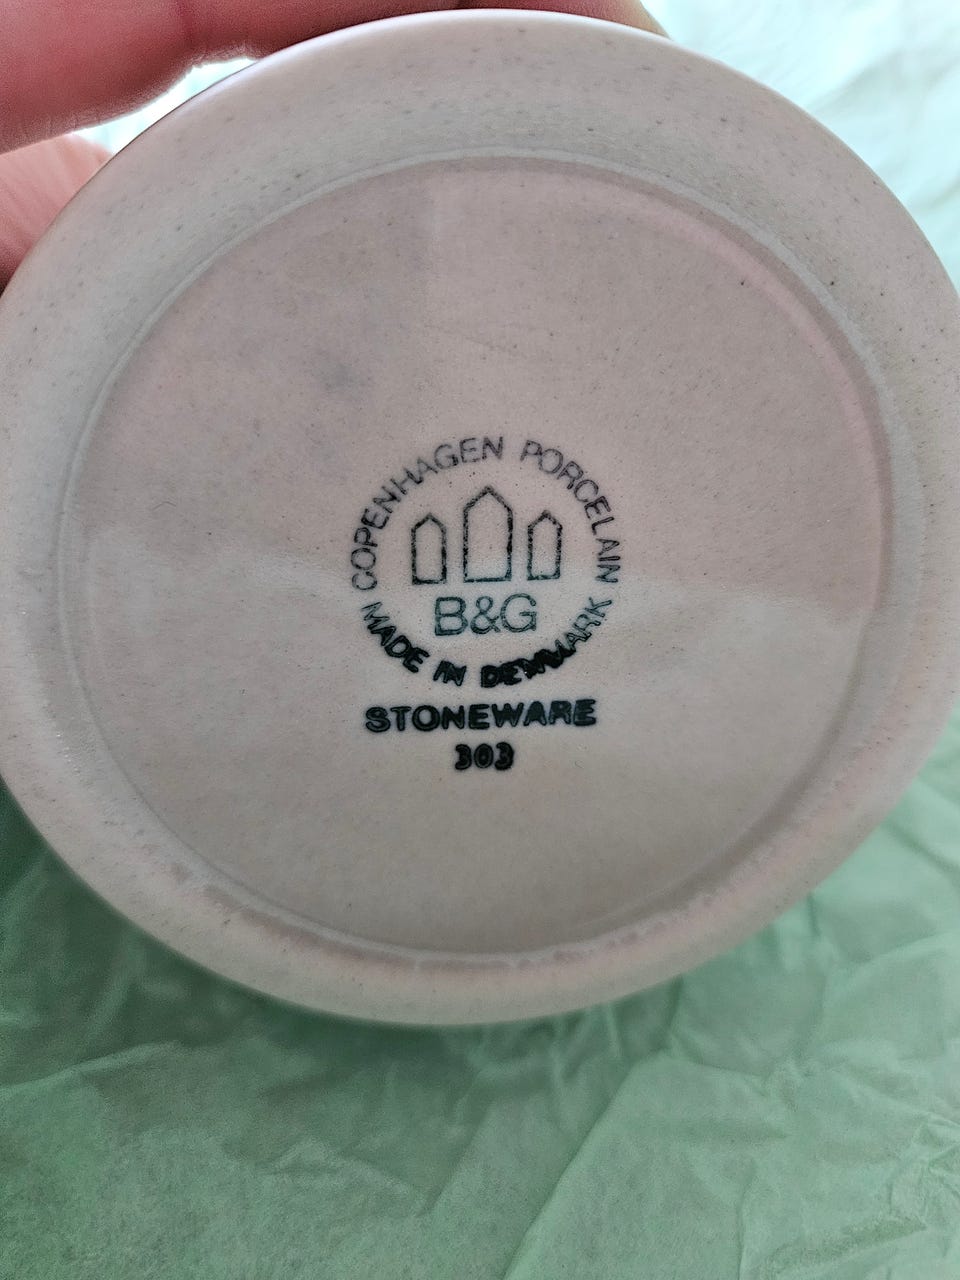 COPENHAGEN PORCELAIN
B&G
MADE IN DENMARK
STONEWARE
303